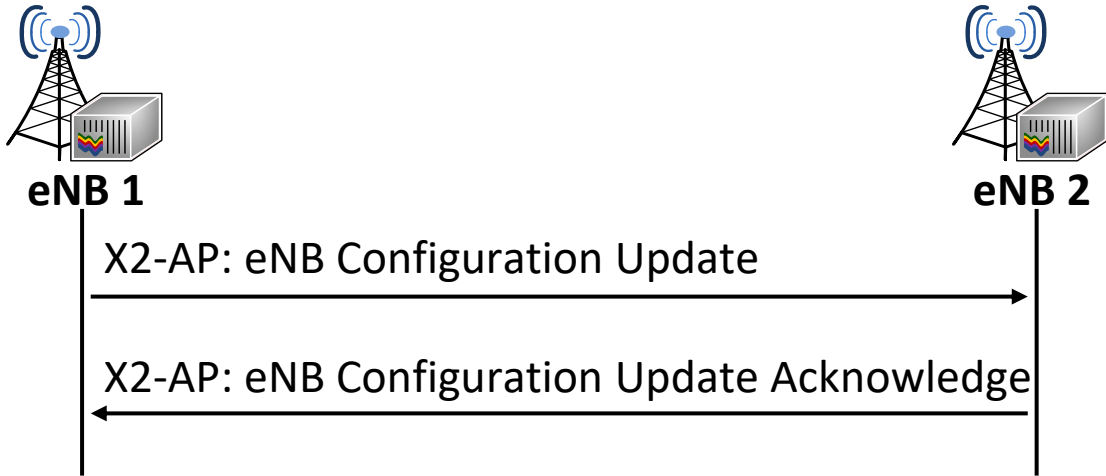 eNB 1
eNB 2
X2-AP: eNB Configuration Update
X2-AP: eNB Configuration Update Acknowledge